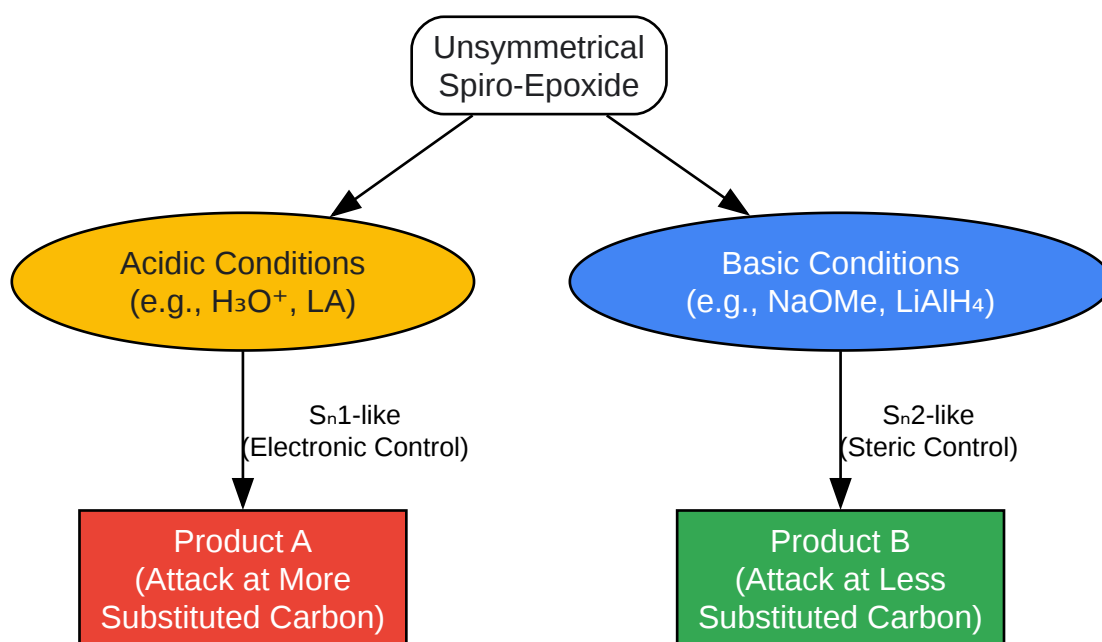 Unsymmetrical
Spiro-Epoxide
Acidic Conditions
(e.g., H₃O⁺, LA)
Basic Conditions
(e.g., NaOMe, LiAlH₄)
Sₙ1-like
(Electronic Control)
Sₙ2-like
(Steric Control)
Product A
(Attack at More
Substituted Carbon)
Product B
(Attack at Less
Substituted Carbon)